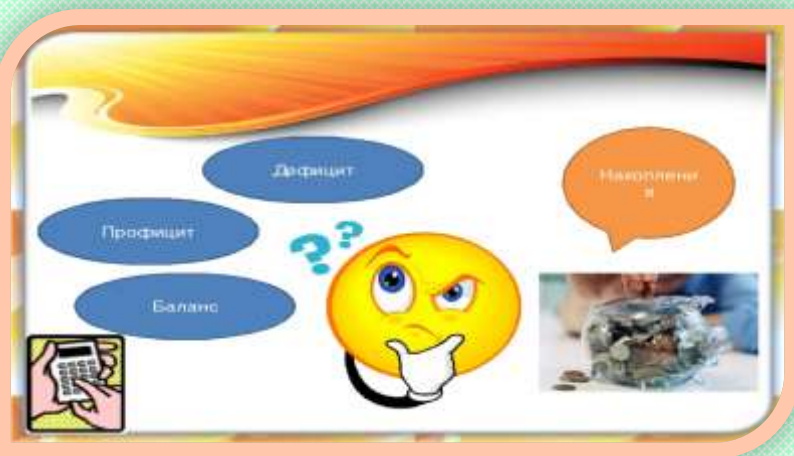 Дефицит
Профицит
Баланс
Накоплени
я
??